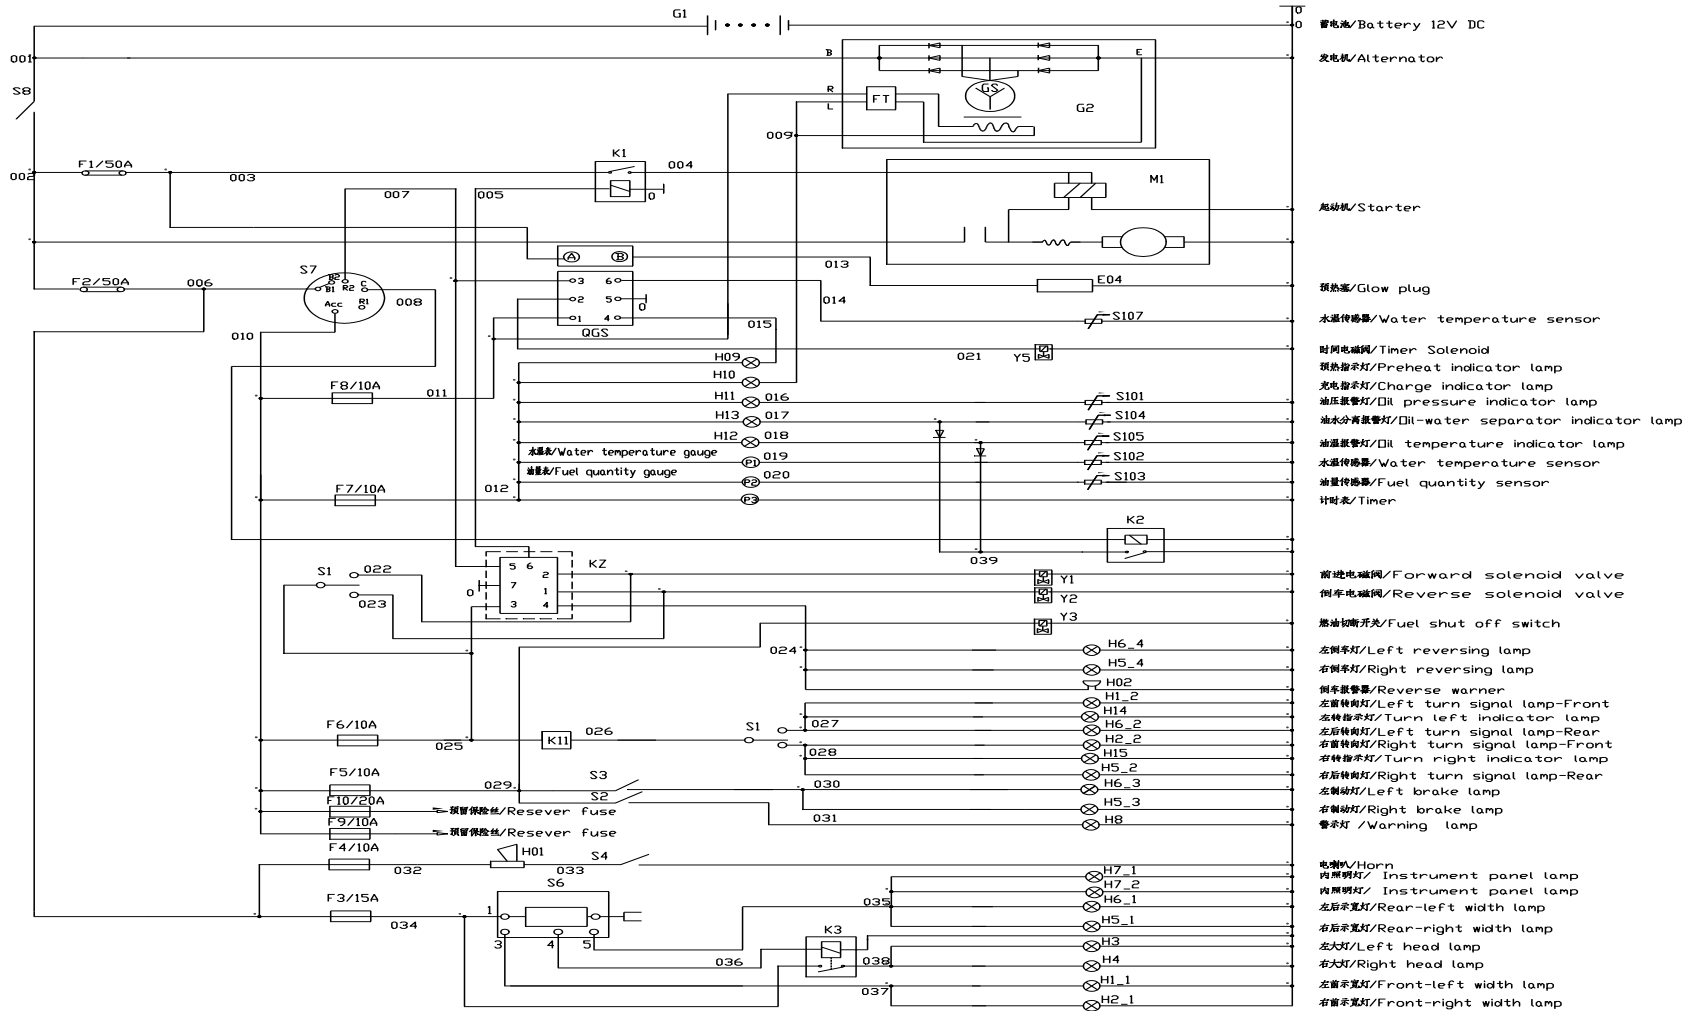 G1
0
0
蓄电池/Battery 12V DC
001
B
E
发电机/Alternator
S8
GS
R
FT
L
G2
009
F1/50A
K1
004
002
003
M1
007
005
0
起动机/Starter
A
B
013
F2/50A
006
S7
B2
B1
R2
C
Acc
R1
008
3
6
2
5
0
1
4
QGS
014
E04
预热塞/Glow plug
015
S107
水温传感器/Water temperature sensor
010
021
Y5
时间电磁阀/Timer Solenoid
H09
预热指示灯/Preheat indicator lamp
H10
充电指示灯/Charge indicator lamp
F8/10A
011
H11
016
S101
油压报警灯/Oil pressure indicator lamp
H13
017
S104
油水分离报警灯/Oil-water separator indicator lamp
H12
018
S105
油温报警灯/Oil temperature indicator lamp
水温表/Water temperature gauge
P1
019
S102
水温传感器/Water temperature sensor
油量表/Fuel quantity gauge
P2
020
S103
油量传感器/Fuel quantity sensor
F7/10A
012
P3
计时表/Timer
K2
039
KZ
5
6
2
7
1
3
4
0
S1
022
023
Y1
前进电磁阀/Forward solenoid valve
Y2
倒车电磁阀/Reverse solenoid valve
Y3
燃油切断开关/Fuel shut off switch
024
H6_4
左倒车灯/Left reversing lamp
H5_4
右倒车灯/Right reversing lamp
H02
倒车报警器/Reverse warner
H1_2
左前转向灯/Left turn signal lamp-Front
H14
左转指示灯/Turn left indicator lamp
F6/10A
025
K11
026
S1
027
H6_2
左后转向灯/Left turn signal lamp-Rear
028
H2_2
右前转向灯/Right turn signal lamp-Front
H15
右转指示灯/Turn right indicator lamp
H5_2
右后转向灯/Right turn signal lamp-Rear
F5/10A
029
S3
030
H6_3
左制动灯/Left brake lamp
S2
F10/20A
预留保险丝/Resever fuse
H5_3
右制动灯/Right brake lamp
031
H8
警示灯 /Warning lamp
F9/10A
预留保险丝/Resever fuse
F4/10A
032
H01
033
S4
电喇叭/Horn
H7_1
内照明灯/ Instrument panel lamp
H7_2
内照明灯/ Instrument panel lamp
F3/15A
034
S6
1
3
4
5
035
H6_1
左后示宽灯/Rear-left width lamp
H5_1
右后示宽灯/Rear-right width lamp
K3
H3
左大灯/Left head lamp
036
038
H4
右大灯/Right head lamp
037
H1_1
左前示宽灯/Front-left width lamp
H2_1
右前示宽灯/Front-right width lamp